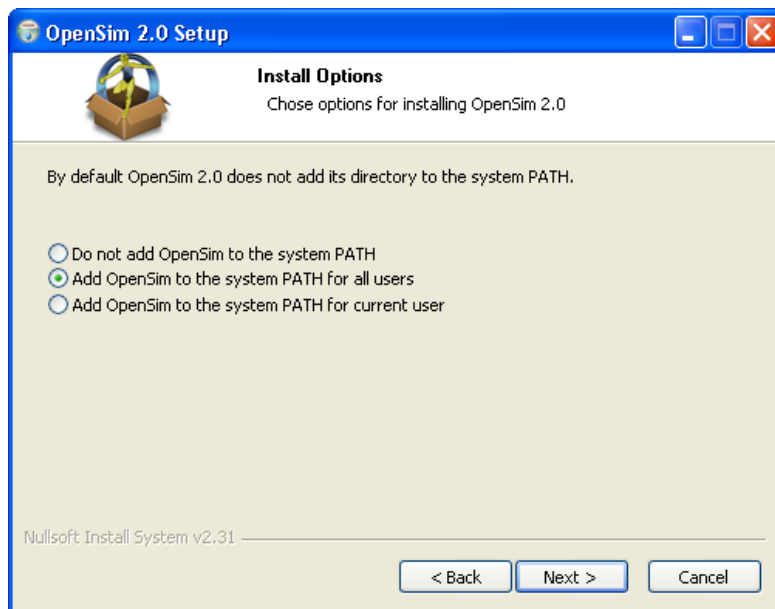 OpenSim 2.0 Setup
Install Options
Chose options for installing OpenSim 2.0
By default OpenSim 2.0 does not add its directory to the system PATH.
Do not add OpenSim to the system PATH
Add OpenSim to the system PATH for all users
Add OpenSim to the system PATH for current user
Nullsoft Install System v2.31
< Back Next > Cancel